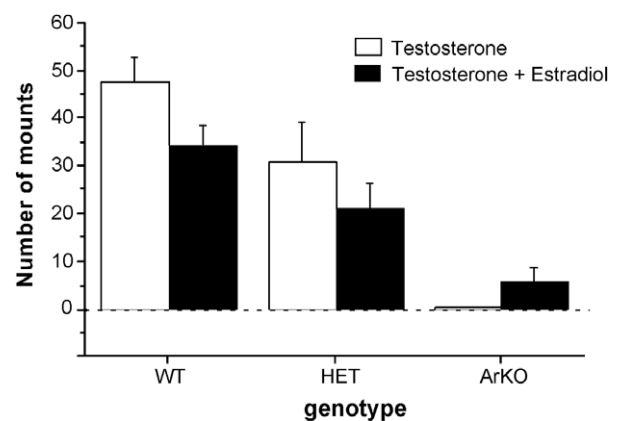 60
50
40
30
20
10
0
Number of mounts
Testosterone
Testosterone + Estradiol
WT HET ArKO
genotype